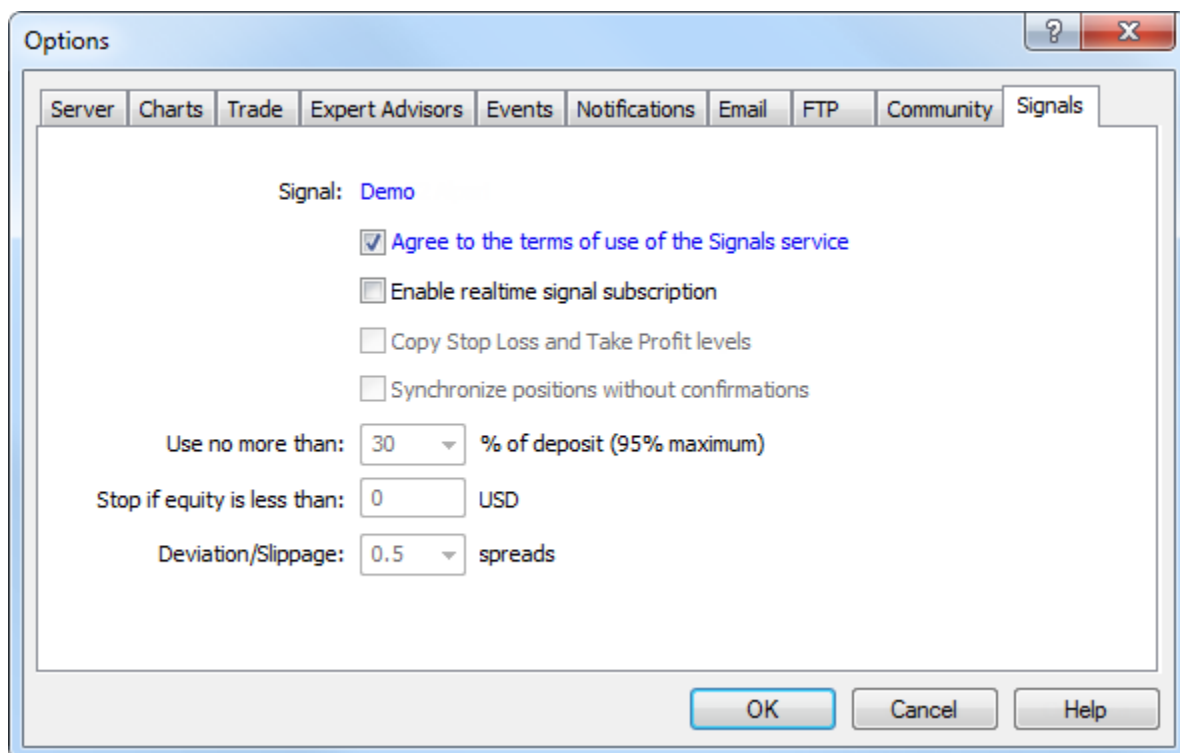 Options
Server Charts Trade Expert Advisors Events Notifications Email FTP Community Signals
Signal: Demo
Agree to the terms of use of the Signals service
Enable realtime signal subscription
Copy Stop Loss and Take Profit levels
Synchronize positions without confirmations
Use no more than: 30 % of deposit (95% maximum)
Stop if equity is less than: 0 USD
Deviation/Slippage: 0.5 spreads
OK Cancel Help